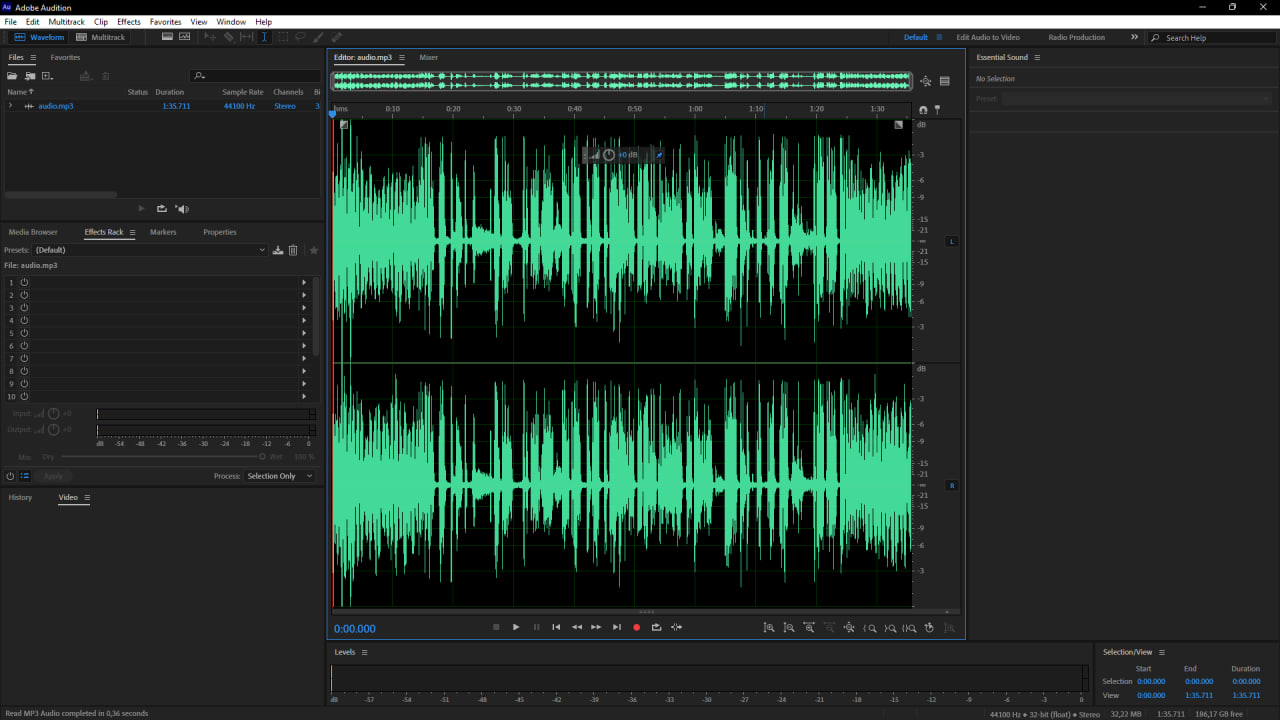 Au Adobe Audition
File Edit Multitrack Clip Effects Favorites View Window Help
Waveform Multitrack Default Edit Audio to Video Radio Production Search Help
Files Favorites
Name Status Duration Sample Rate Channels Bi
audio.mp3 1:35.711 44100 Hz Stereo 3
Media Browser Effects Rack Markers Properties
Presets: (Default)
File: audio.mp3
1
2
3
4
5
6
7
8
9
10
Input: +0
Output: +0
dB -54 -48 -42 -36 -30 -24 -18 -12 -6 0
Mix: Dry Wet 100 %
Apply Process: Selection Only
History Video
Editor: audio.mp3 Mixer
hms 0:10 0:20 0:30 0:40 0:50 1:00 1:10 1:20 1:30
+0 dB
dB
-3
-6
-9
-15
-21
-∞
-21
-15
-9
-6
-3
L
dB
-3
-6
-9
-15
-21
-∞
-21
-15
-9
-6
-3
R
0:00.000
Essential Sound
No Selection
Preset:
Levels
dB -57 -54 -51 -48 -45 -42 -39 -36 -33 -30 -27 -24 -21 -18 -15 -12 -9 -6 -3 0
Selection/View
Start End Duration
Selection 0:00.000 0:00.000 0:00.000
View 0:00.000 1:35.711 1:35.711
Read MP3 Audio completed in 0,36 seconds
44100 Hz • 32-bit (float) • Stereo 32,22 MB 1:35.711 186,17 GB free